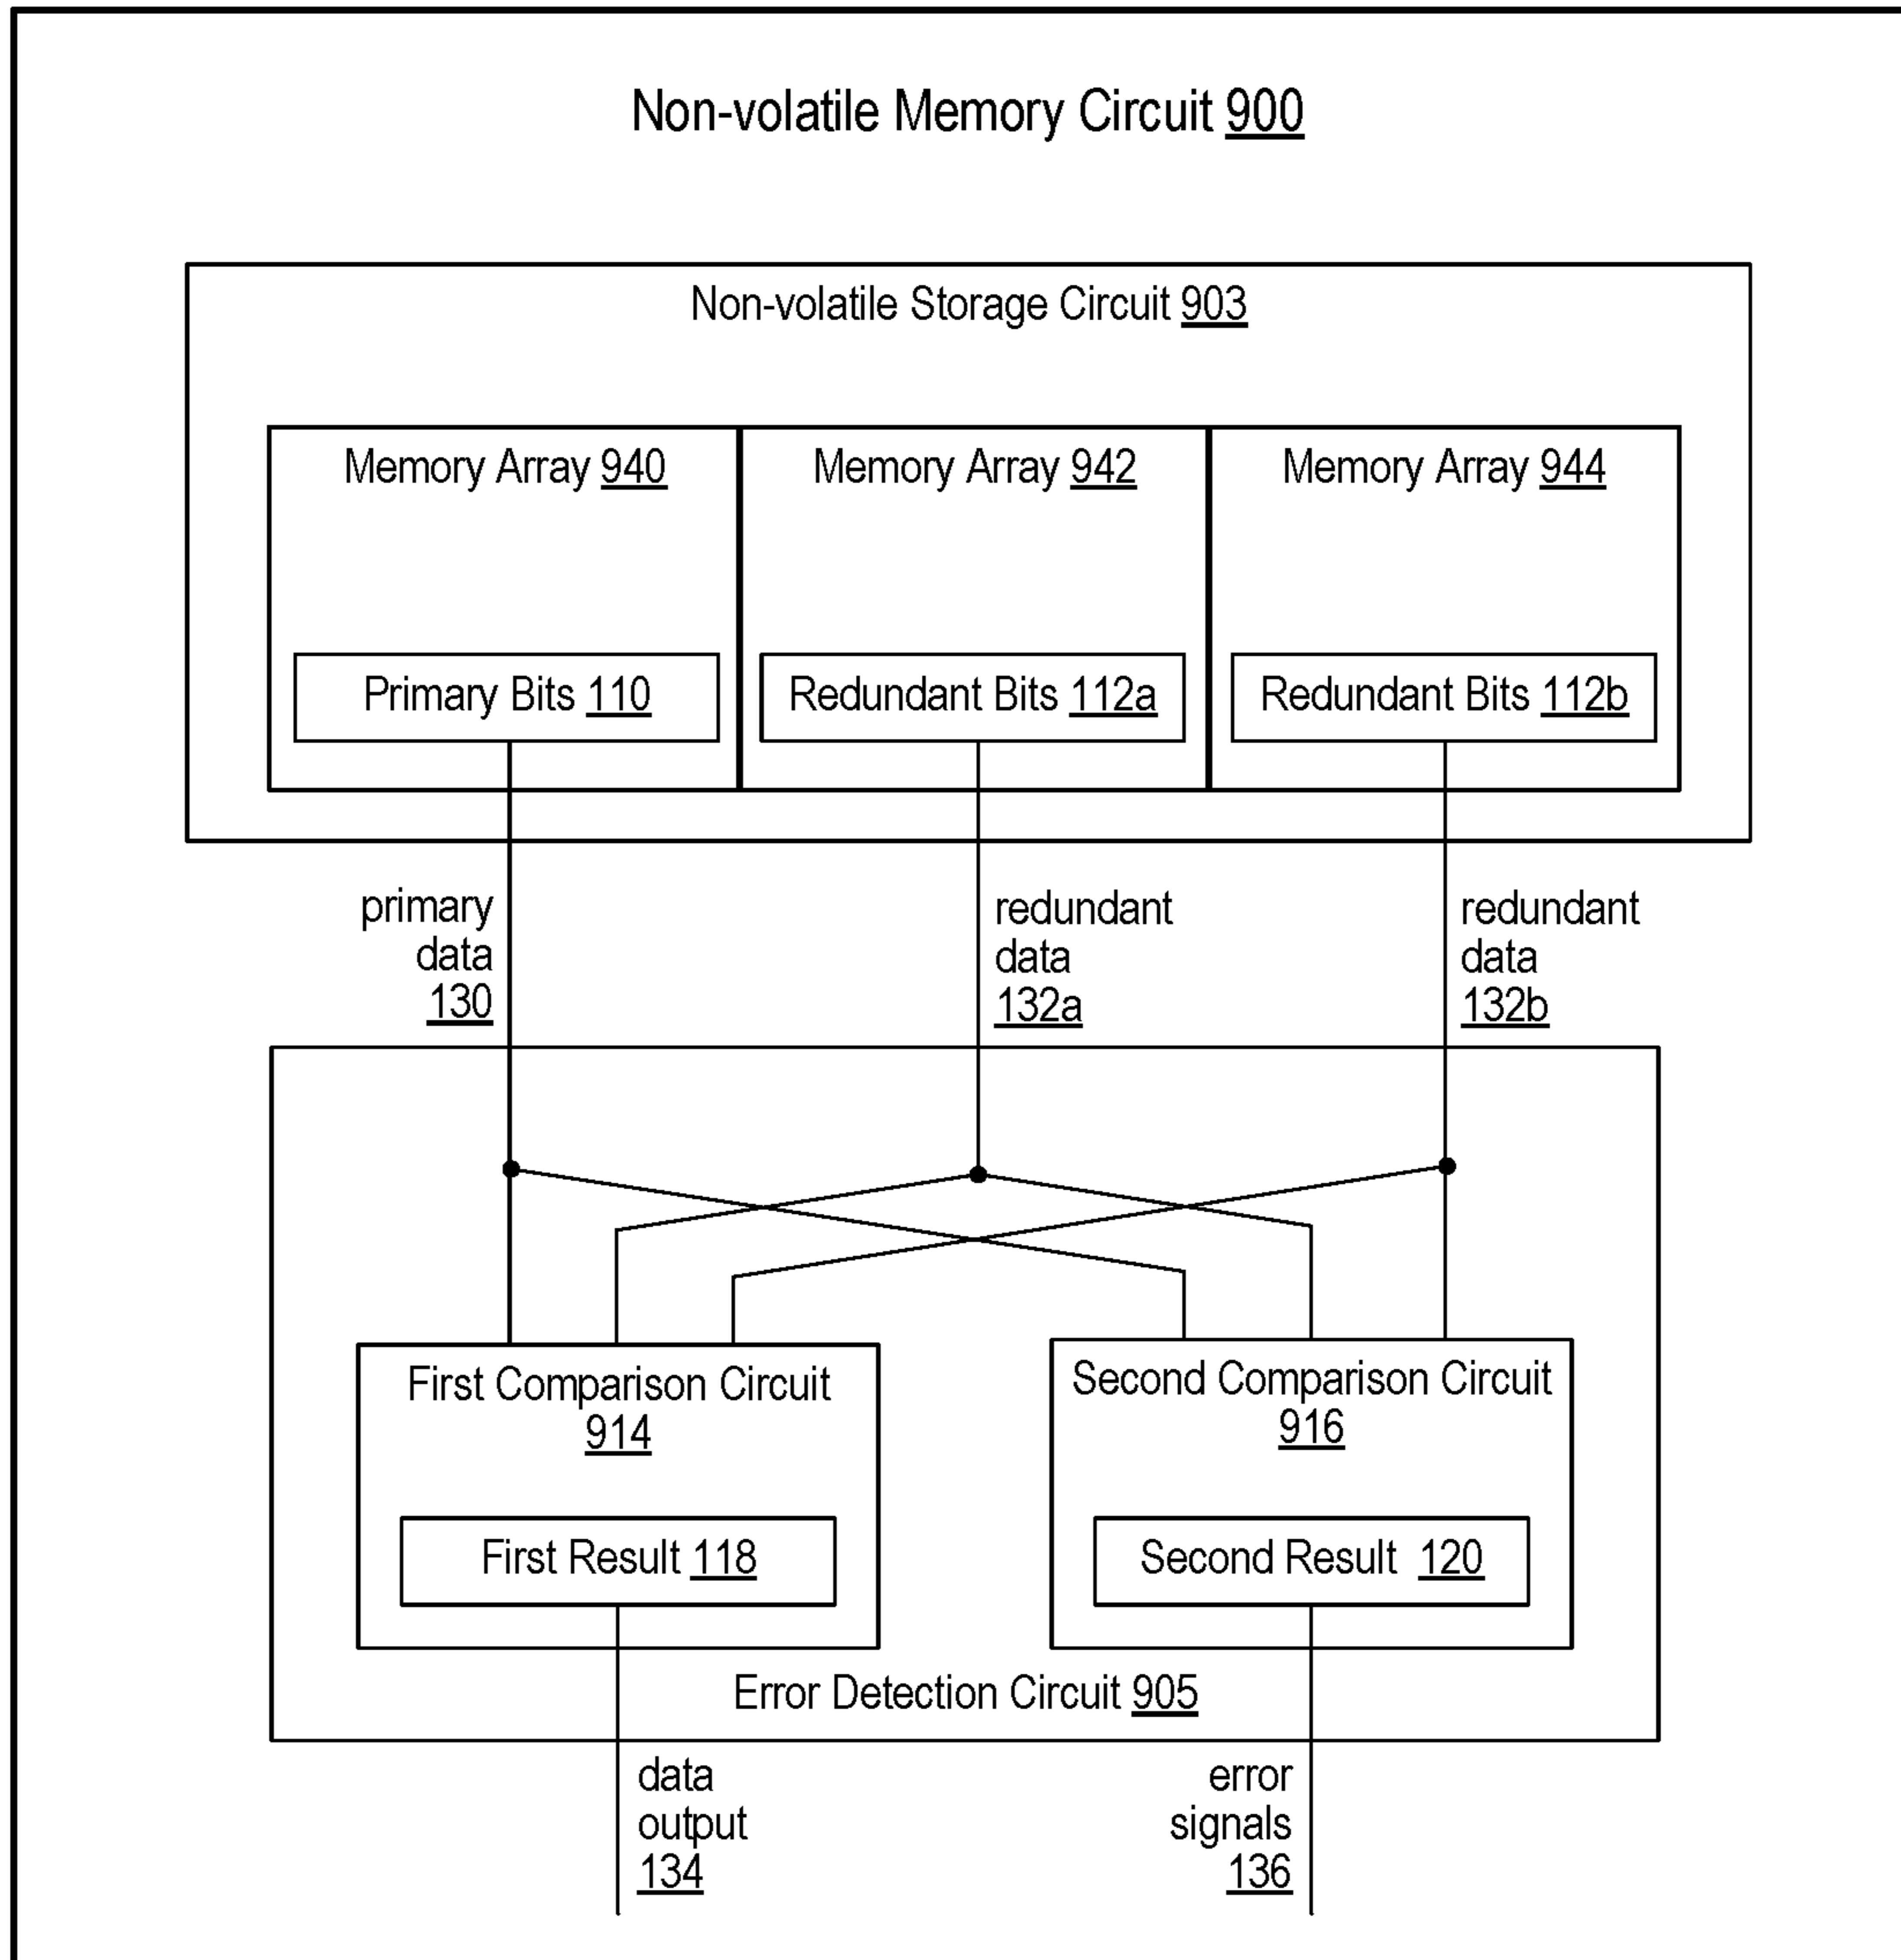 Non-volatile Memory Circuit 900
Non-volatile Storage Circuit 903
Memory Array 940
Memory Array 942
Memory Array 944
Primary Bits 110
Redundant Bits 112a
Redundant Bits 112b
primary
data
130
redundant
data
132a
redundant
data
132b
First Comparison Circuit
914
Second Comparison Circuit
916
First Result 118
Second Result 120
Error Detection Circuit 905
data
output
134
error
signals
136